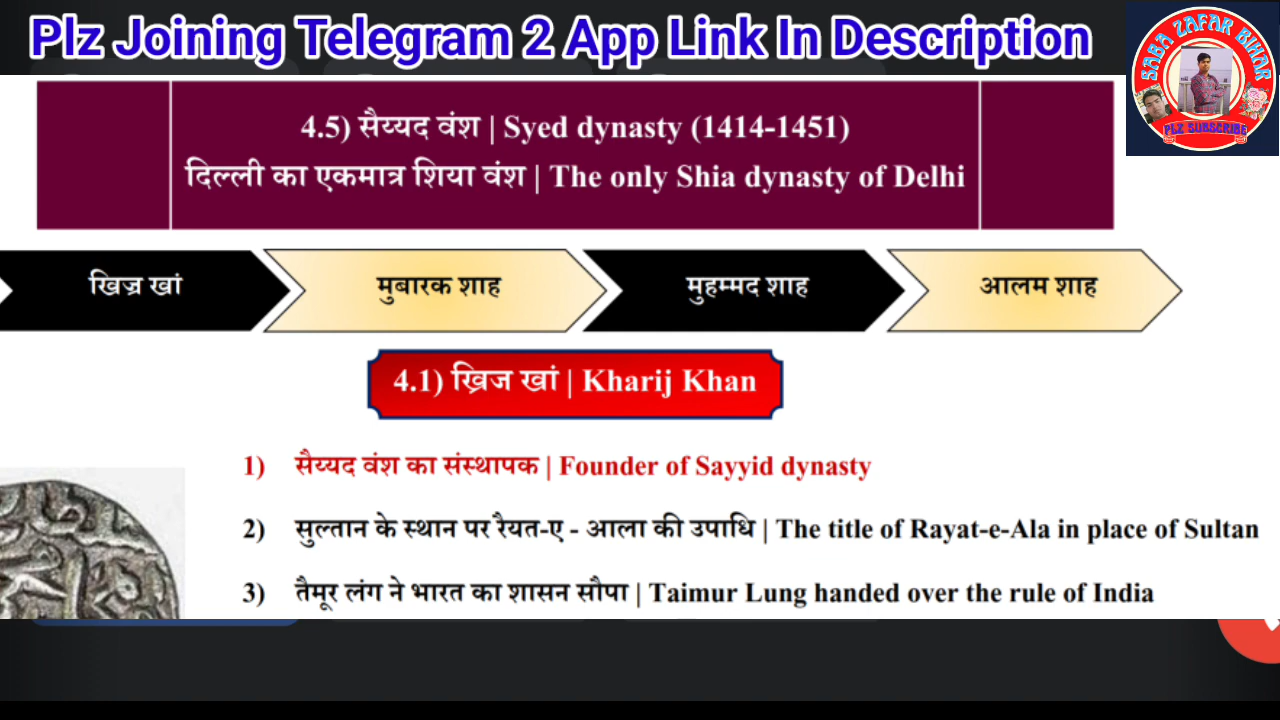 Plz Joining Telegram 2 App Link In Description
SABA ZAFAR BIHAR
PLZ SUBSCRIBE
4.5) सैय्यद वंश | Syed dynasty (1414-1451)
दिल्ली का एकमात्र शिया वंश | The only Shia dynasty of Delhi
खिज्र खां
मुबारक शाह
मुहम्मद शाह
आलम शाह
4.1) ख्रिज खां | Kharij Khan
1) सैय्यद वंश का संस्थापक | Founder of Sayyid dynasty
2) सुल्तान के स्थान पर रैयत-ए - आला की उपाधि | The title of Rayat-e-Ala in place of Sultan
3) तैमूर लंग ने भारत का शासन सौपा | Taimur Lung handed over the rule of India